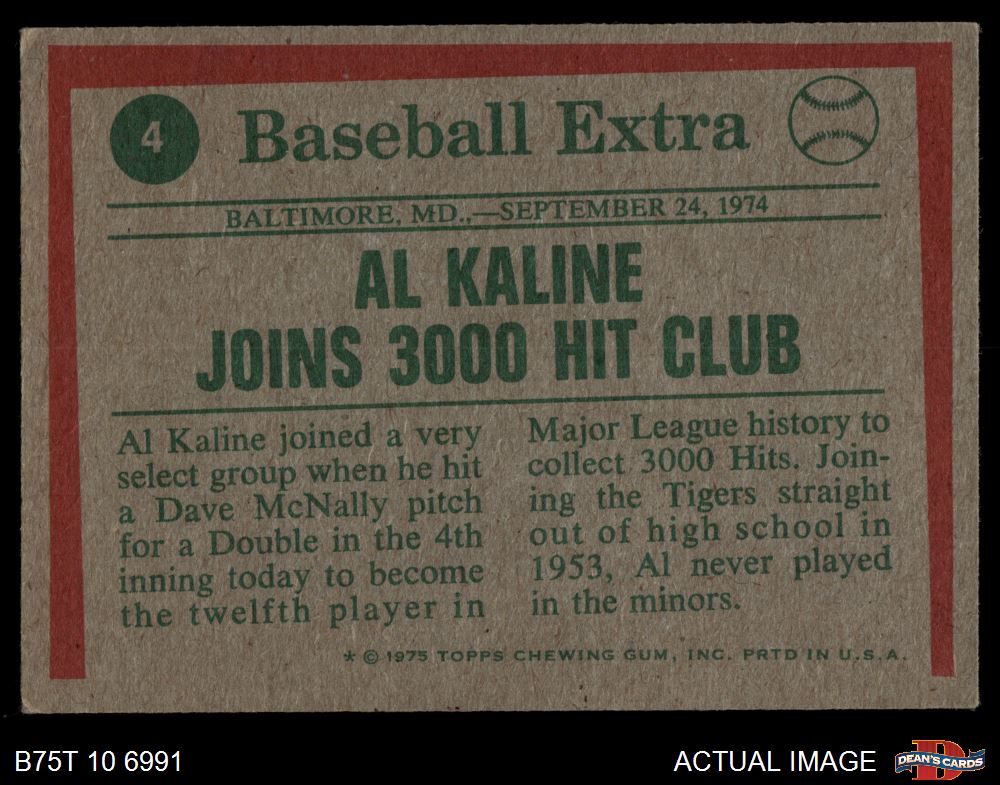 4
Baseball Extra
BALTIMORE, MD.,—SEPTEMBER 24, 1974
AL KALINE
JOINS 3000 HIT CLUB
Al Kaline joined a very
select group when he hit
a Dave McNally pitch
for a Double in the 4th
inning today to become
the twelfth player in
Major League history to
collect 3000 Hits. Join-
ing the Tigers straight
out of high school in
1953, Al never played
in the minors.
* © 1975 TOPPS CHEWING GUM, INC. PRTD IN U.S.A.
B75T 10 6991
ACTUAL IMAGE
D
DEAN'S CARDS